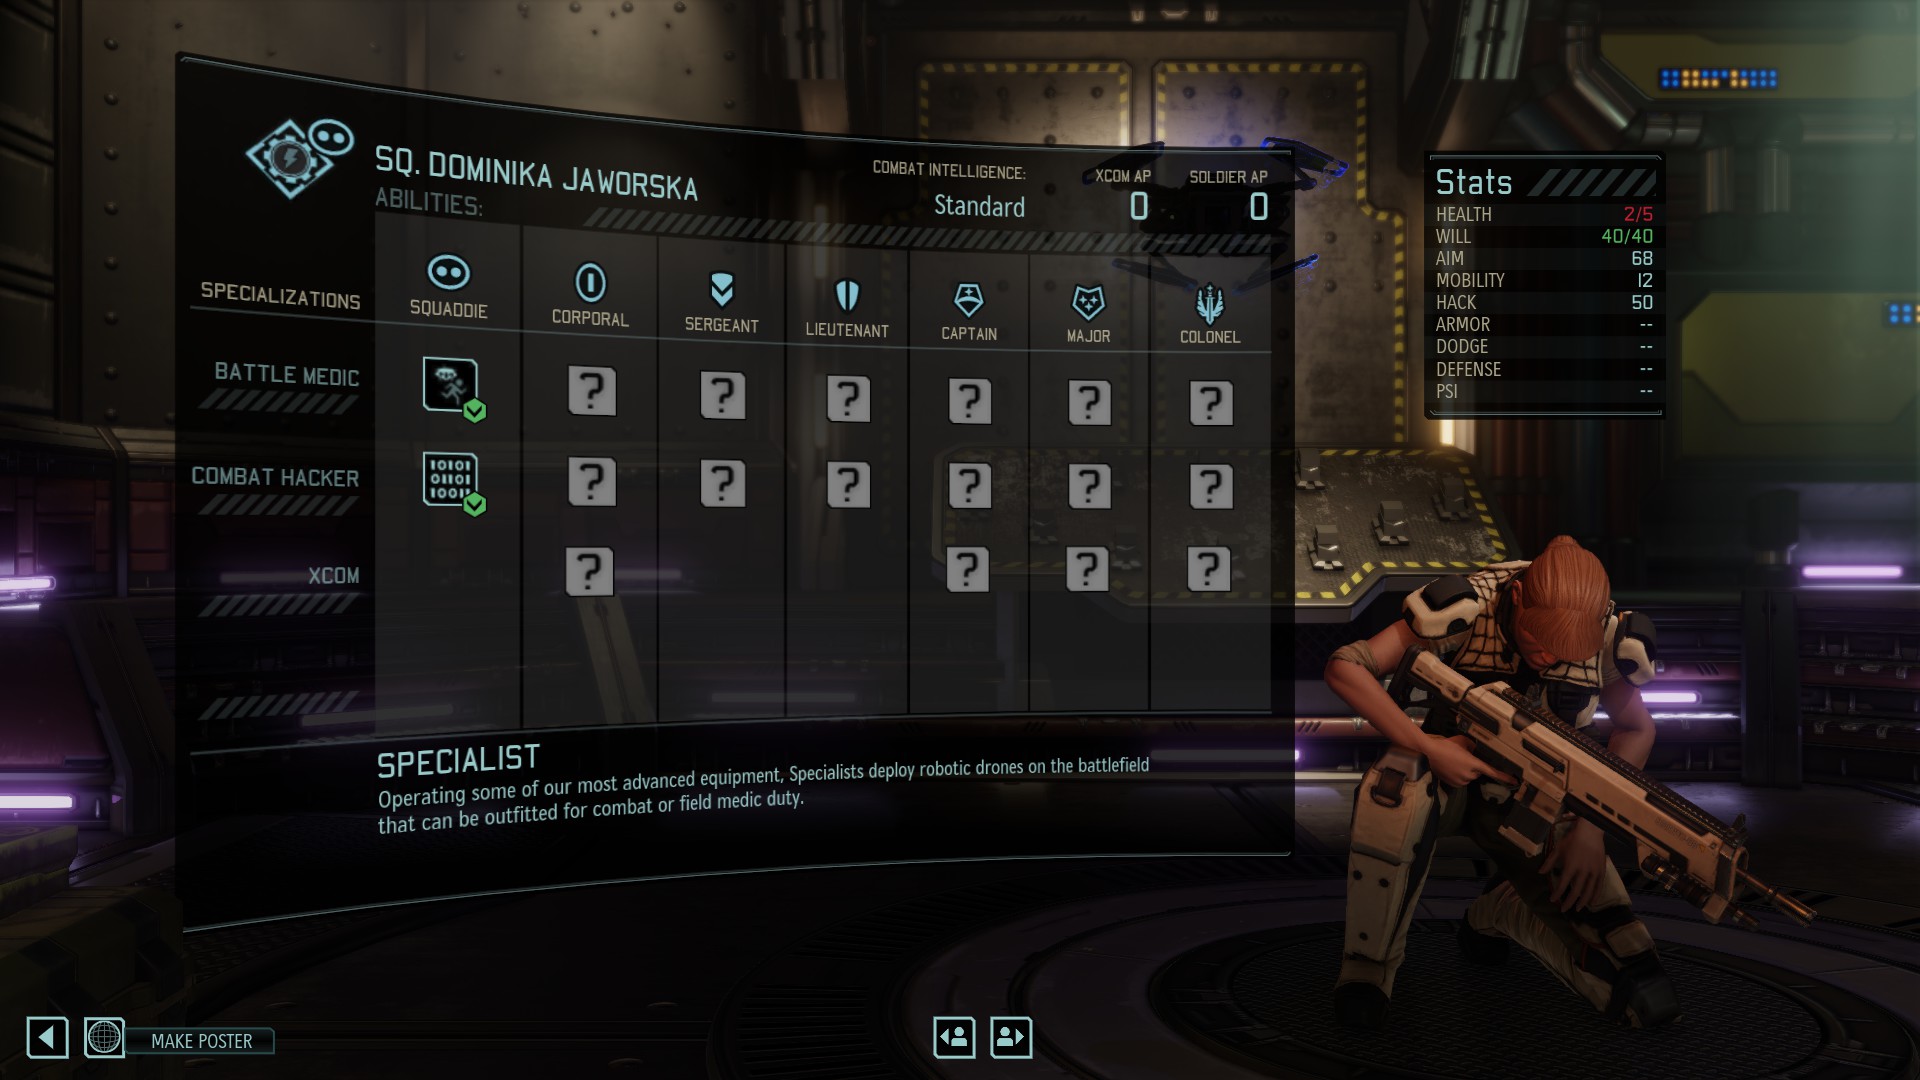 SQ. DOMINIKA JAWORSKA
ABILITIES:
COMBAT INTELLIGENCE:
Standard
XCOM AP
0
SOLDIER AP
0
SPECIALIZATIONS
SQUADDIE
CORPORAL
SERGEANT
LIEUTENANT
CAPTAIN
MAJOR
COLONEL
BATTLE MEDIC
? ? ? ? ? ?
COMBAT HACKER
10101
01101
10011
? ? ? ? ? ?
XCOM
? ? ? ?
SPECIALIST
Operating some of our most advanced equipment, Specialists deploy robotic drones on the battlefield
that can be outfitted for combat or field medic duty.
Stats
HEALTH 2/5
WILL 40/40
AIM 68
MOBILITY 12
HACK 50
ARMOR --
DODGE --
DEFENSE --
PSI --
MAKE POSTER